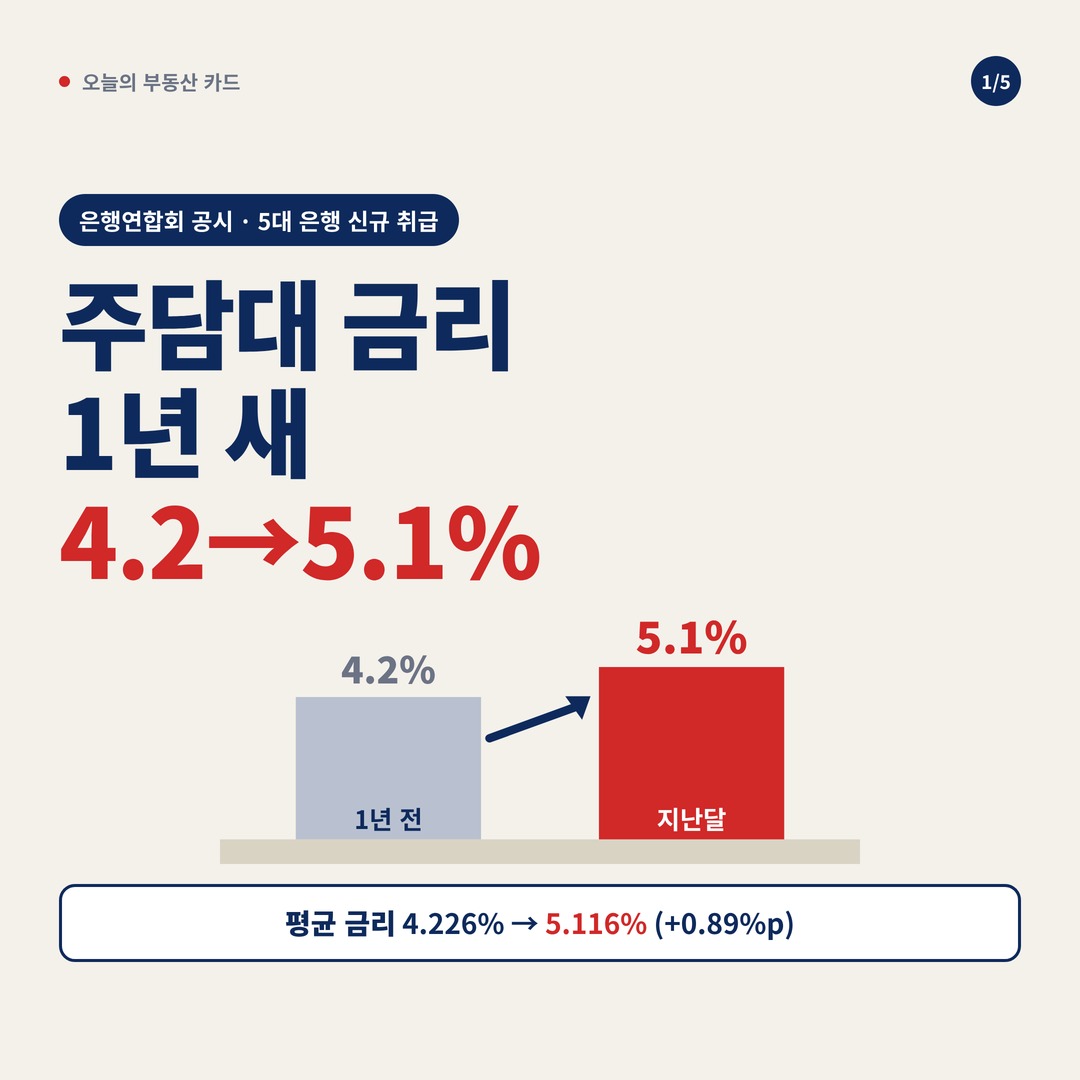 오늘의 부동산 카드
1/5
은행연합회 공시 · 5대 은행 신규 취급
주담대 금리
1년 새
4.2→5.1%
4.2%
5.1%
1년 전
지난달
평균 금리 4.226% → 5.116% (+0.89%p)